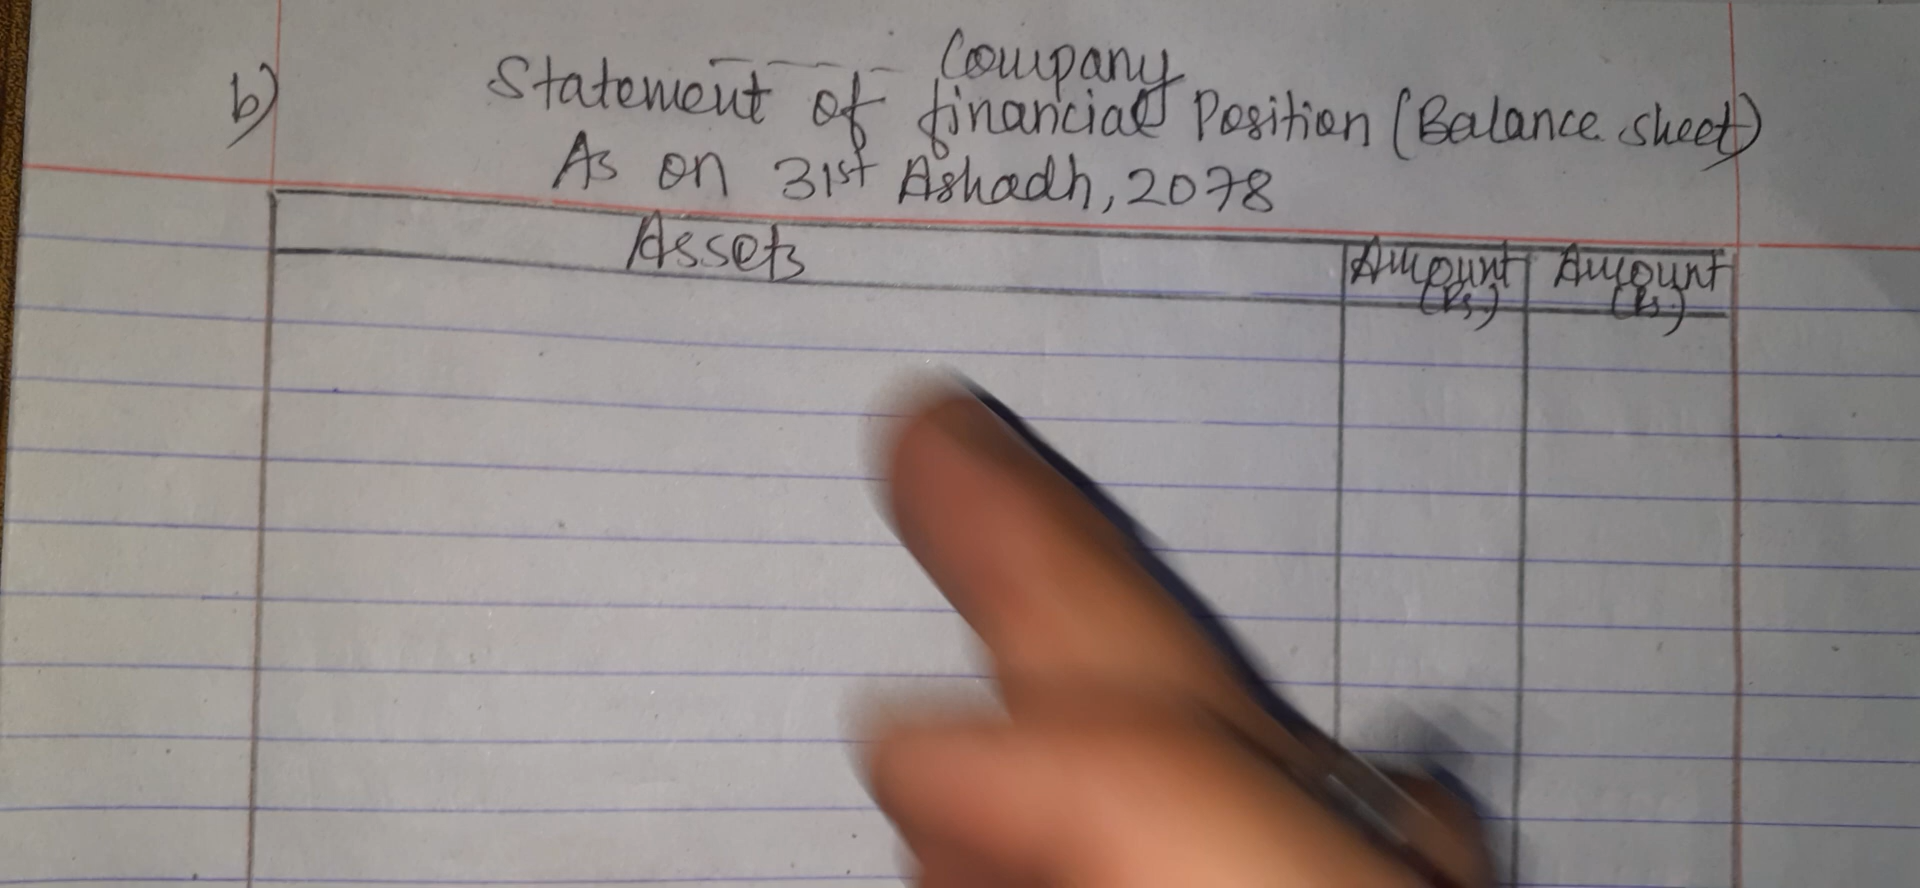 b)
_ _ _ _ Company
Statement of financial Position (Balance sheet)
As on 31st Ashadh, 2078
Assets
Amount (Rs.)
Amount (Rs.)